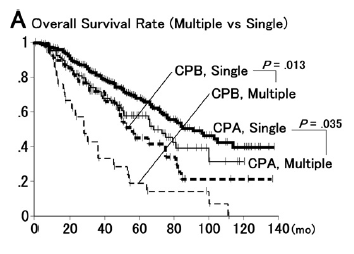 A Overall Survival Rate (Multiple vs Single)
1
.8
.6
.4
.2
0
0 20 40 60 80 100 120 140 (mo)
CPB, Single P = .013
CPB, Multiple
CPA, Single P = .035
CPA, Multiple